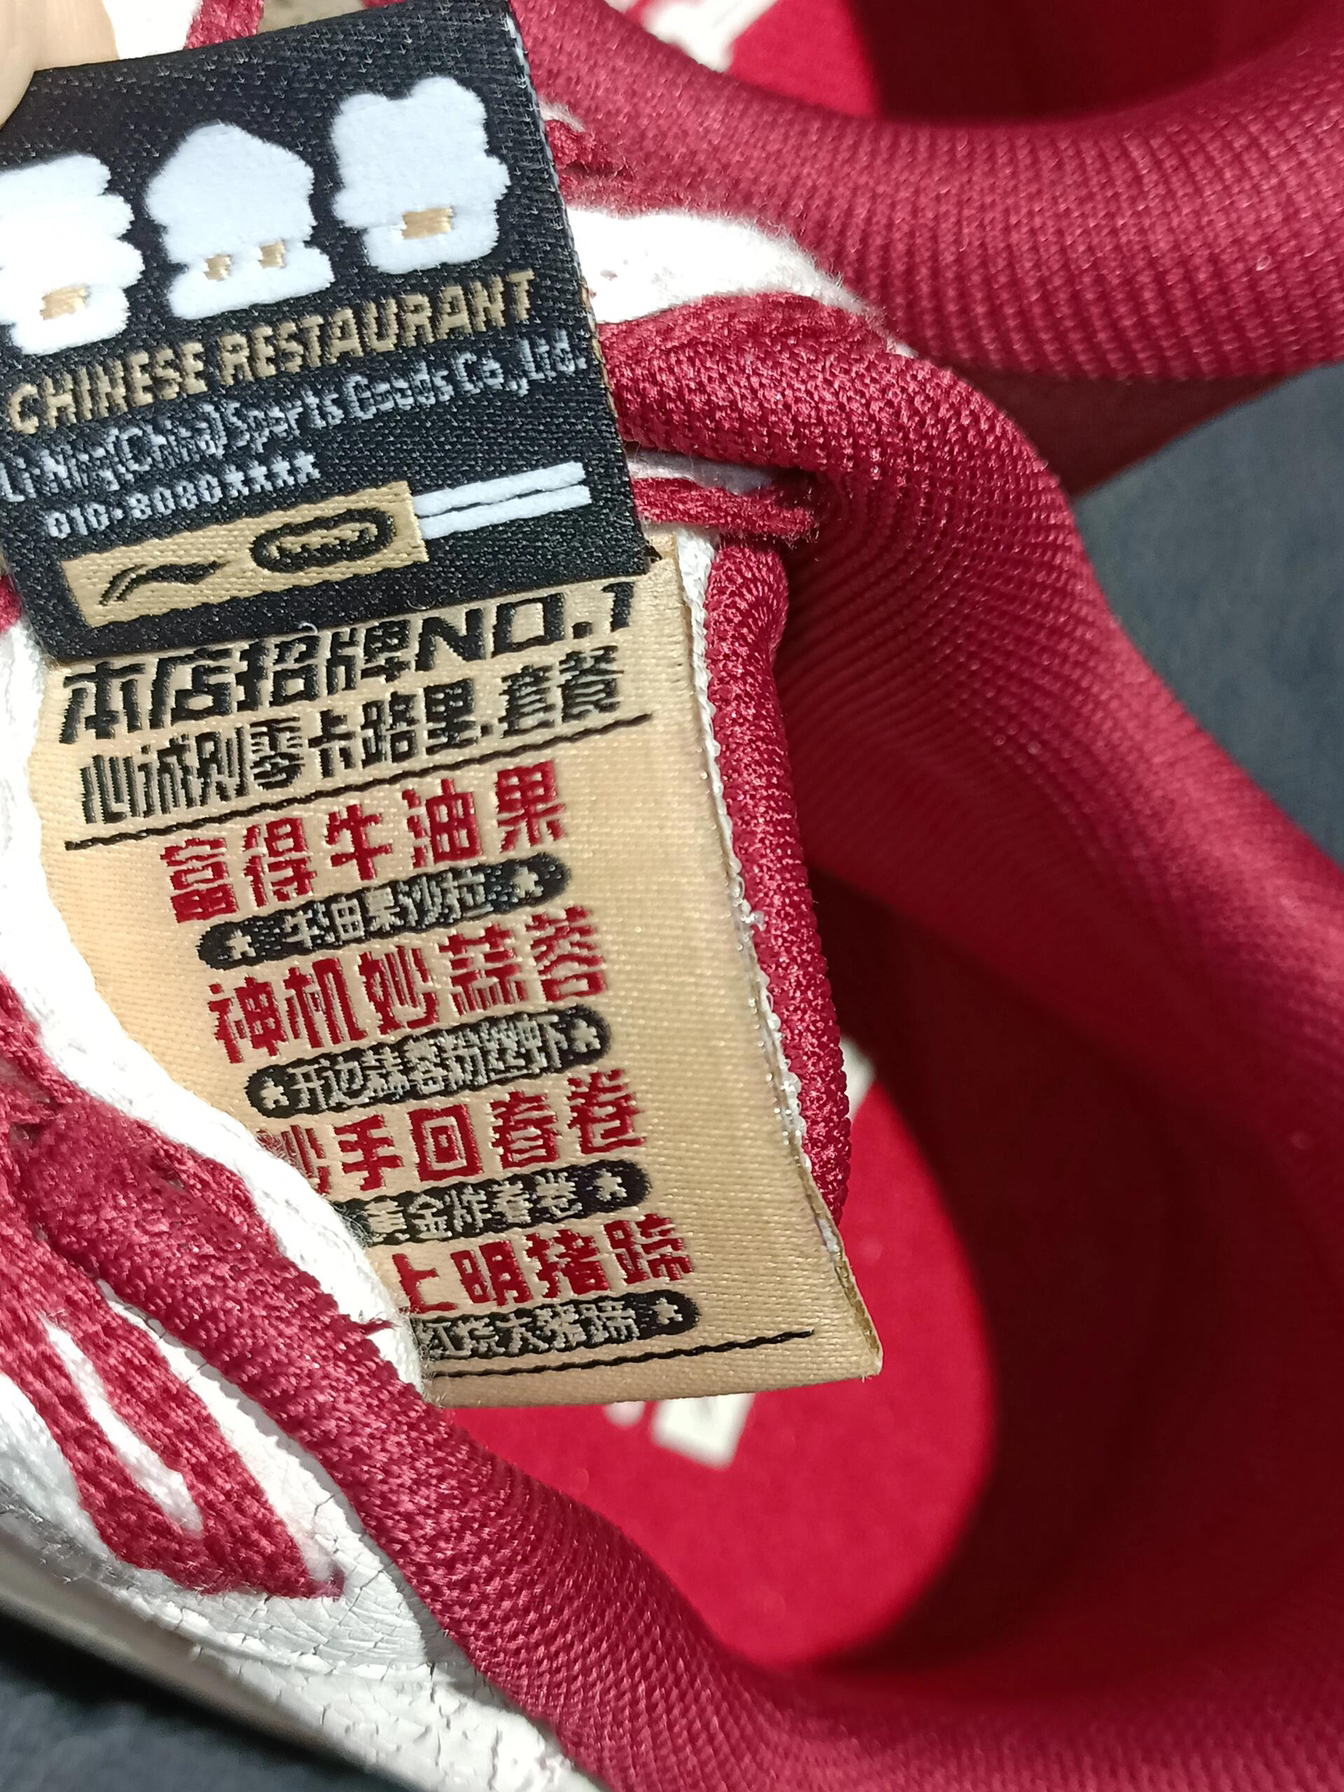 CHINESE RESTAURANT
Li-Ning(China)Sports Goods Co.,Ltd.
010-8080****
本店招牌NO.1
心诚则零卡路里.套餐
富得牛油果
★ 牛油果沙拉 ★
神机妙蒜蓉
★ 开边蒜蓉粉丝虾 ★
妙手回春卷
黄金炸春卷 ★
上明猪蹄
红烧大猪蹄 ★